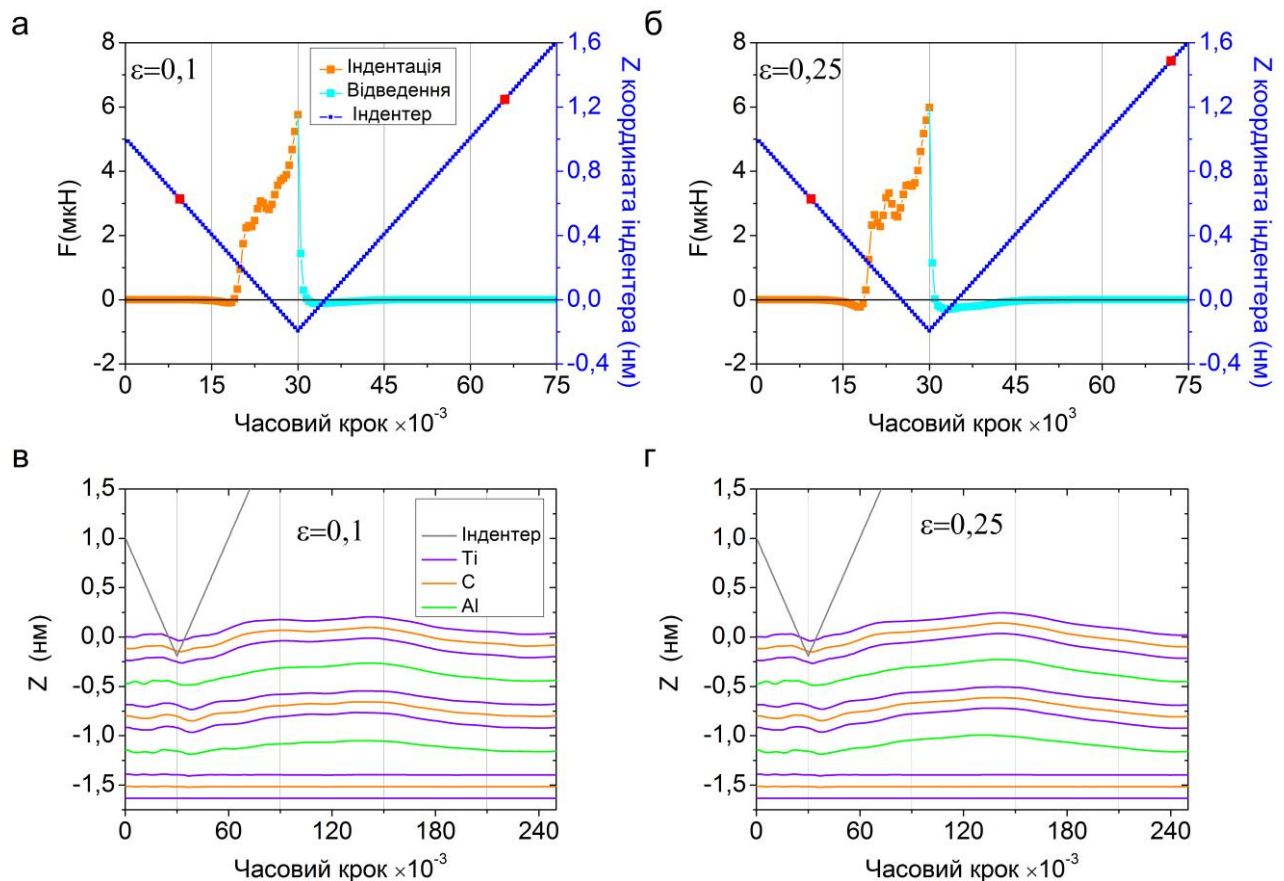 а
ε=0,1
Індентація
Відведення
Індентер
F(мкН)
8
6
4
2
0
-2
0
15
30
45
60
75
Часовий крок ×10⁻³
1,6
1,2
0,8
0,4
0,0
-0,4
Z координата індентера (нм)
б
ε=0,25
F(мкН)
8
6
4
2
0
-2
0
15
30
45
60
75
Часовий крок ×10³
1,6
1,2
0,8
0,4
0,0
-0,4
Z координата індентера (нм)
в
ε=0,1
Індентер
Ti
C
Al
Z (нм)
1,5
1,0
0,5
0,0
-0,5
-1,0
-1,5
0
60
120
180
240
Часовий крок ×10⁻³
г
ε=0,25
Z (нм)
1,5
1,0
0,5
0,0
-0,5
-1,0
-1,5
0
60
120
180
240
Часовий крок ×10⁻³